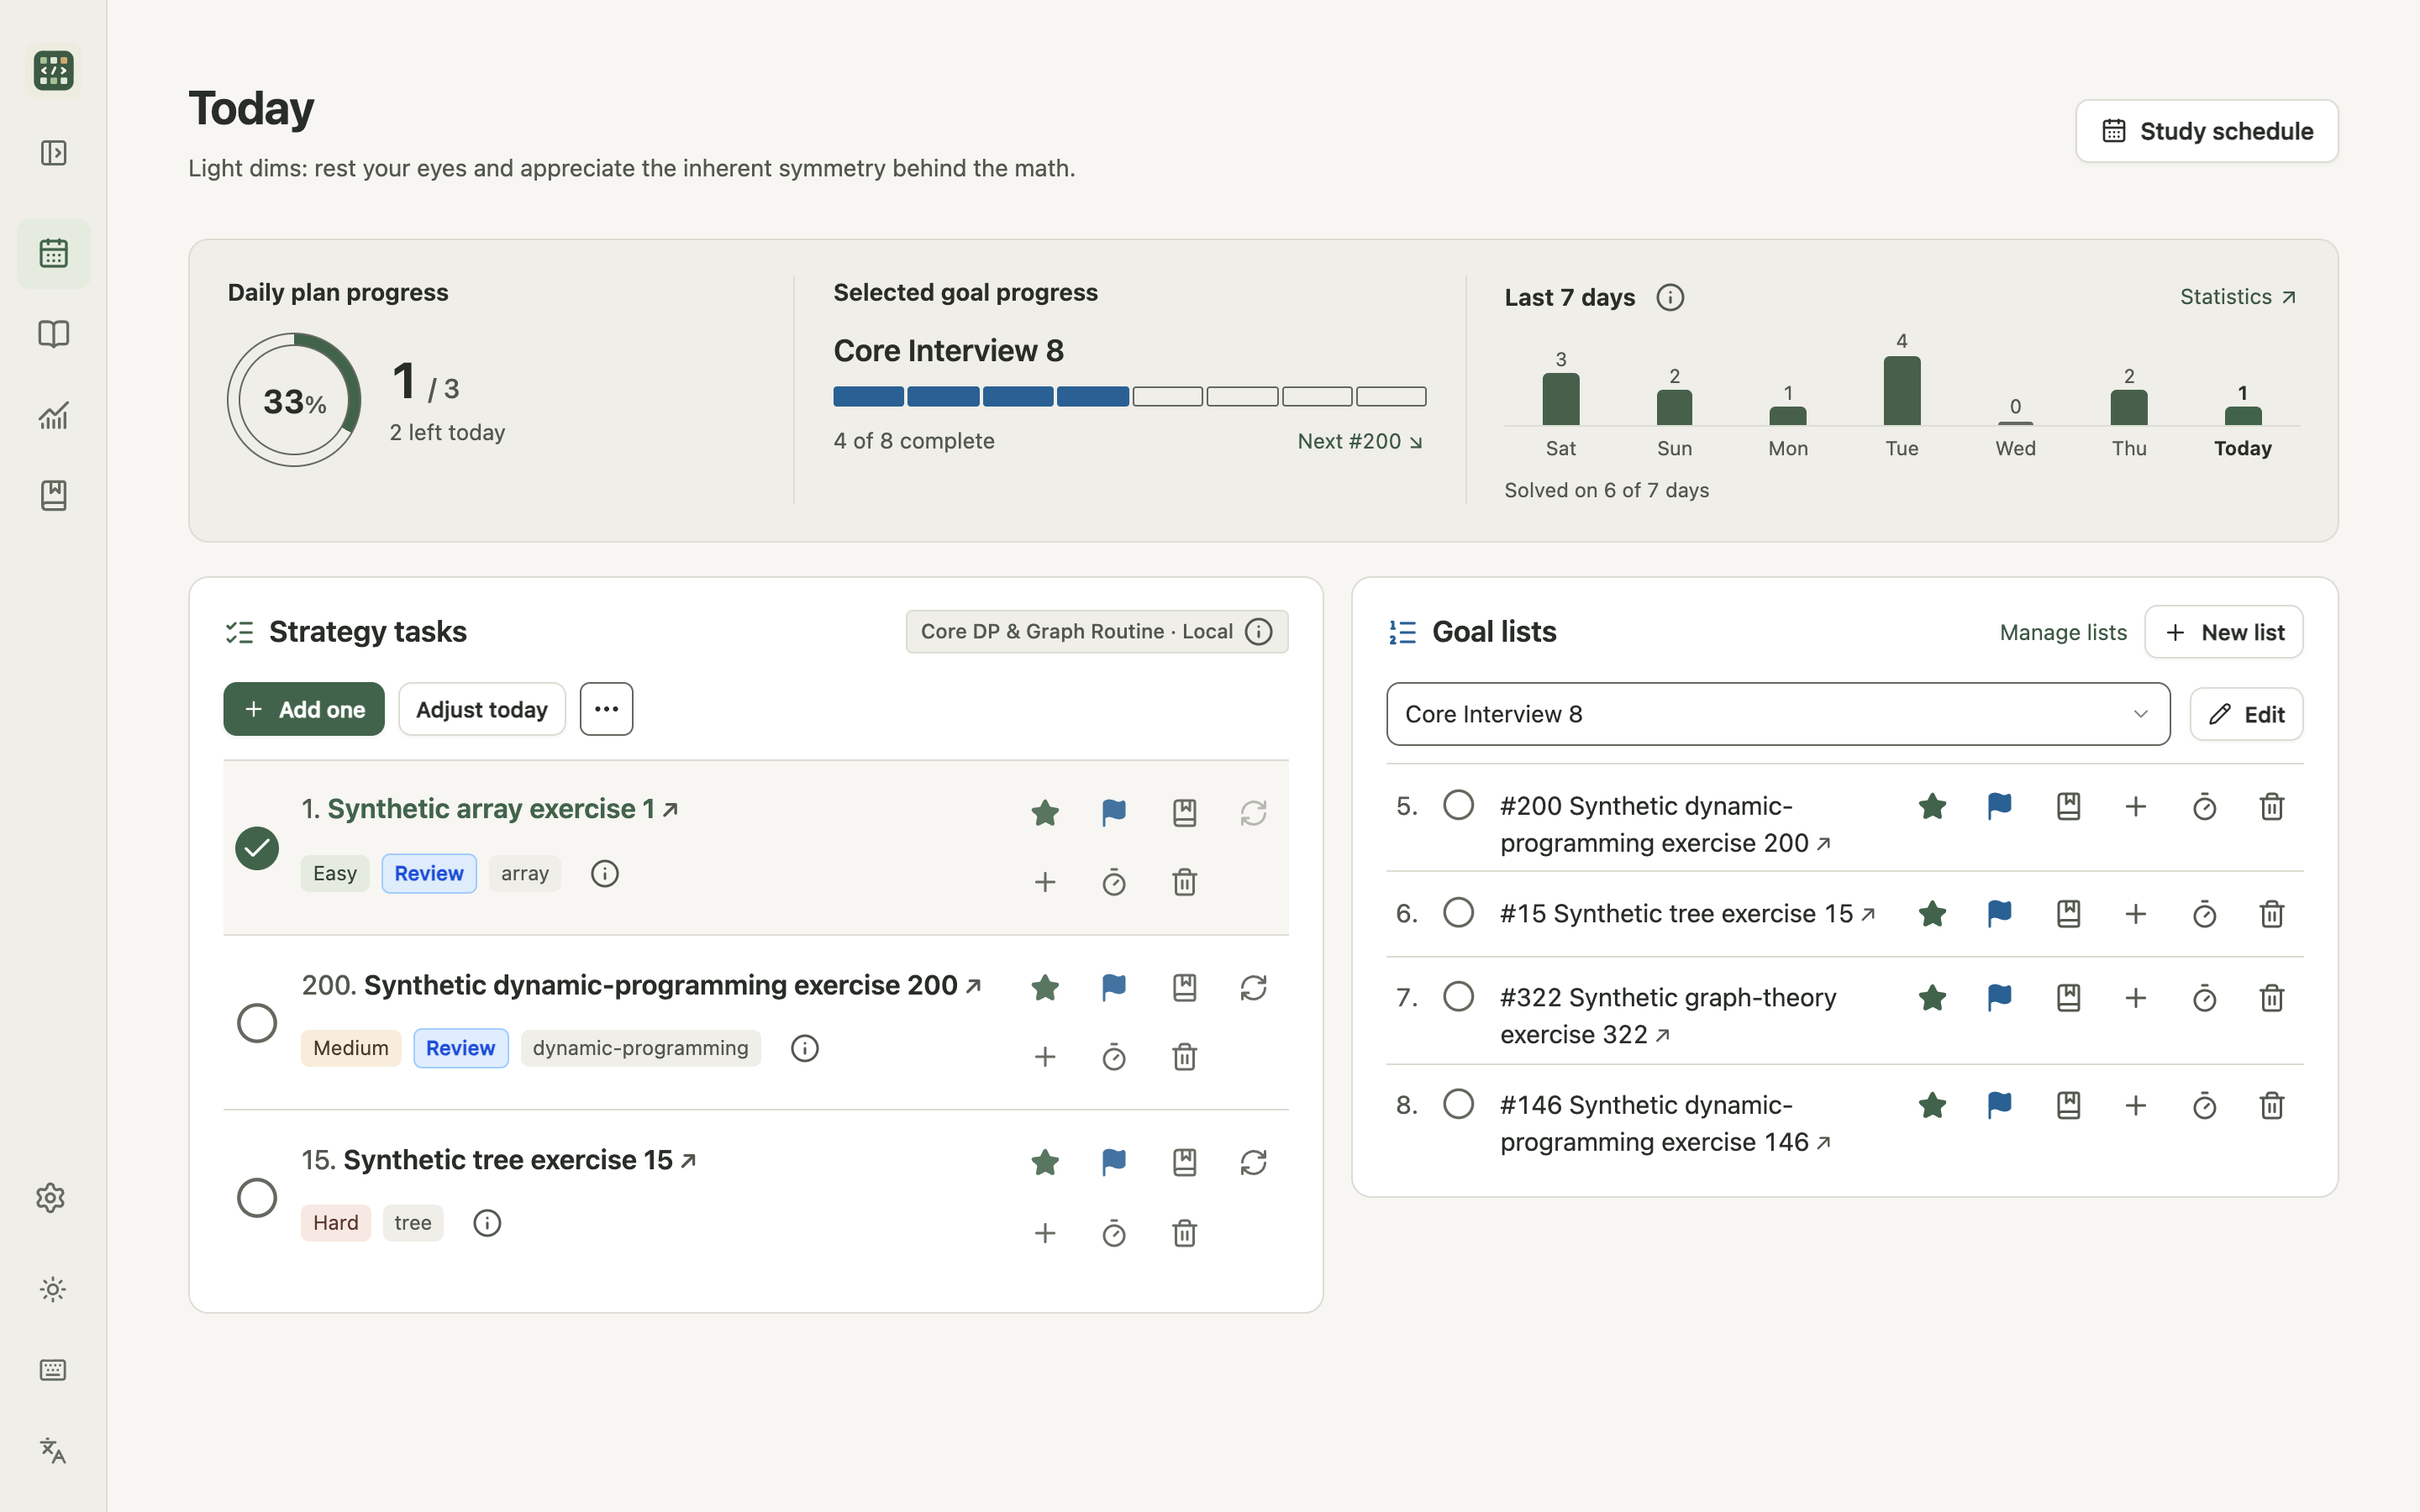 Today
Light dims: rest your eyes and appreciate the inherent symmetry behind the math.
Study schedule
Daily plan progress
33%
1 / 3
2 left today
Selected goal progress
Core Interview 8
4 of 8 complete
Next #200
Last 7 days
Statistics
3
2
1
4
0
2
1
Sat
Sun
Mon
Tue
Wed
Thu
Today
Solved on 6 of 7 days
Strategy tasks
Core DP & Graph Routine · Local
Add one
Adjust today
1. Synthetic array exercise 1
Easy
Review
array
200. Synthetic dynamic-programming exercise 200
Medium
Review
dynamic-programming
15. Synthetic tree exercise 15
Hard
tree
Goal lists
Manage lists
New list
Core Interview 8
Edit
5. #200 Synthetic dynamic-
programming exercise 200
6. #15 Synthetic tree exercise 15
7. #322 Synthetic graph-theory
exercise 322
8. #146 Synthetic dynamic-
programming exercise 146